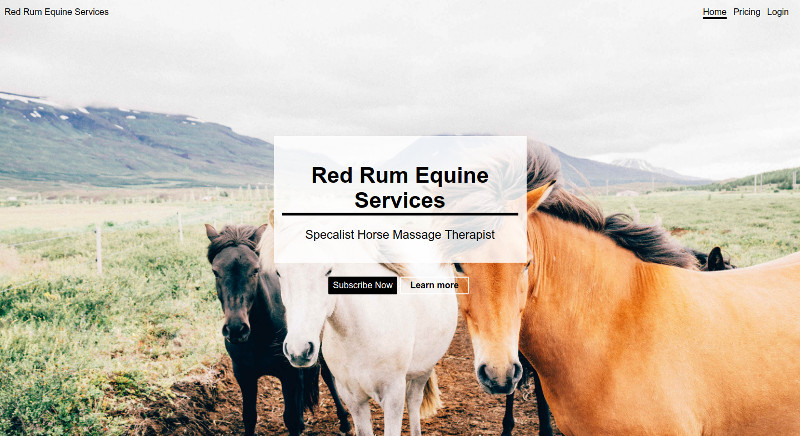 Red Rum Equine Services
Home Pricing Login
Red Rum Equine
Services
Specalist Horse Massage Therapist
Subscribe Now Learn more